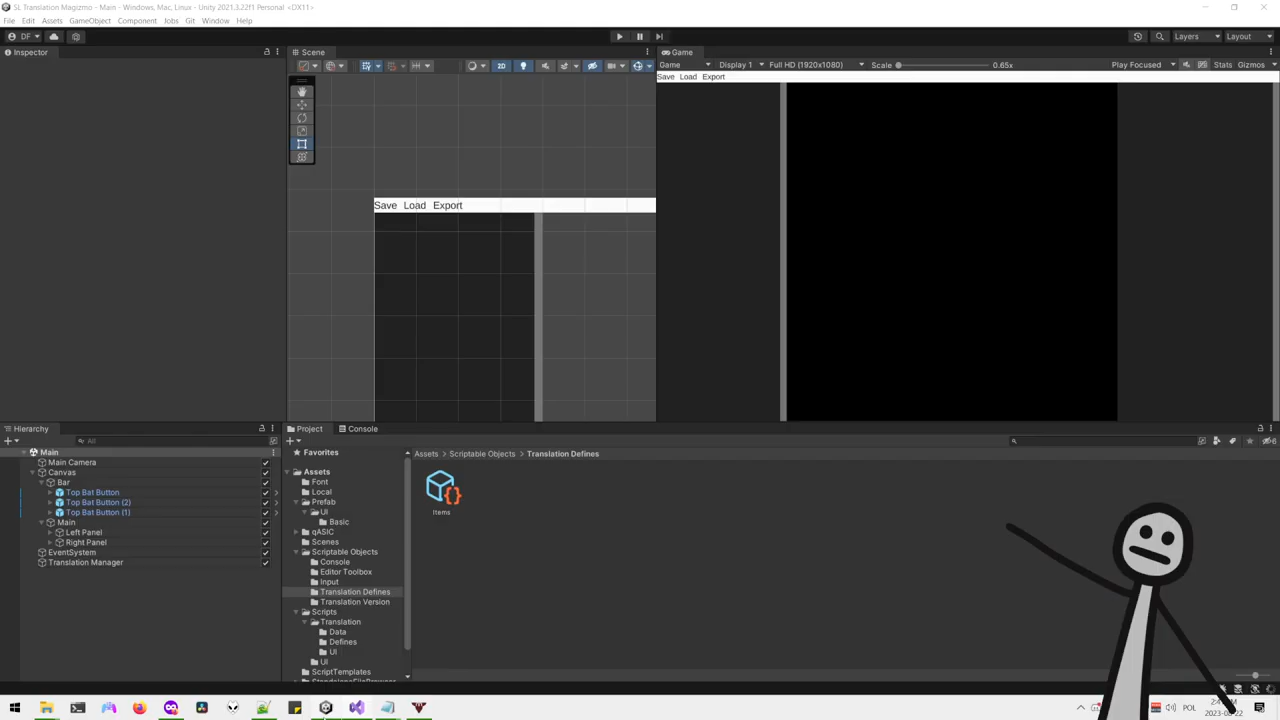 SL Translation Magizmo - Main - Windows, Mac, Linux - Unity 2021.3.22f1 Personal <DX11>
File Edit Assets GameObject Component Jobs Git Window Help
DF Layers Layout
Inspector Scene Game
2D Game Display 1 Full HD (1920x1080) Scale 0.65x Play Focused Stats Gizmos
Save Load Export
Save Load Export
Hierarchy Project Console
All
Main Favorites Assets > Scriptable Objects > Translation Defines
Main Camera
Canvas Assets
Bar Font
Top Bat Button Local
Top Bat Button (2) Prefab
Top Bat Button (1) UI Items
Main Basic
Left Panel qASIC
Right Panel Scenes
EventSystem Scriptable Objects
Translation Manager Console
Editor Toolbox
Input
Translation Defines
Translation Version
Scripts
Translation
Data
Defines
UI
UI
ScriptTemplates
StandaloneFileBrowser
POL